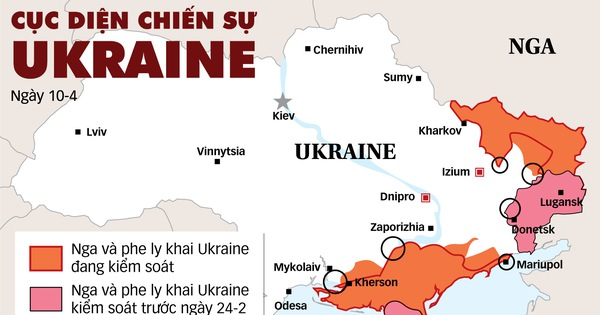 CỤC DIỆN CHIẾN SỰ
UKRAINE
Ngày 10-4
NGA
Chernihiv
Sumy
Kiev
Kharkov
Lviv
Vinnytsia
UKRAINE
Izium
Dnipro
Lugansk
Donetsk
Zaporizhia
Nga và phe ly khai Ukraine
đang kiểm soát
Mykolaiv
Mariupol
Kherson
Odesa
Nga và phe ly khai Ukraine
kiểm soát trước ngày 24-2